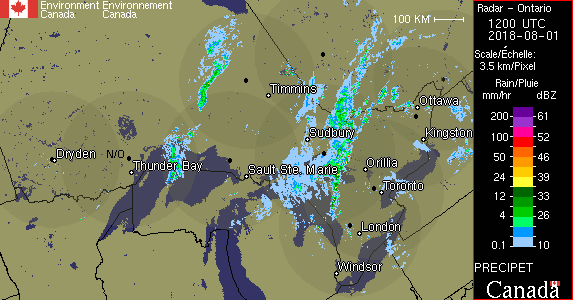 Environment Environnement
Canada Canada
100 KM
Timmins
Ottawa
Sudbury
Kingston
Dryden
N/O
Thunder Bay
Sault Ste. Marie
Orillia
Toronto
London
Windsor
Radar - Ontario
1200 UTC
2018-08-01
Scale/Échelle:
3.5 km/Pixel
Rain/Pluie
mm/hr dBZ
200 61
100 52
50 46
24 39
12 33
4 26
0.1 10
PRECIPET
Canada